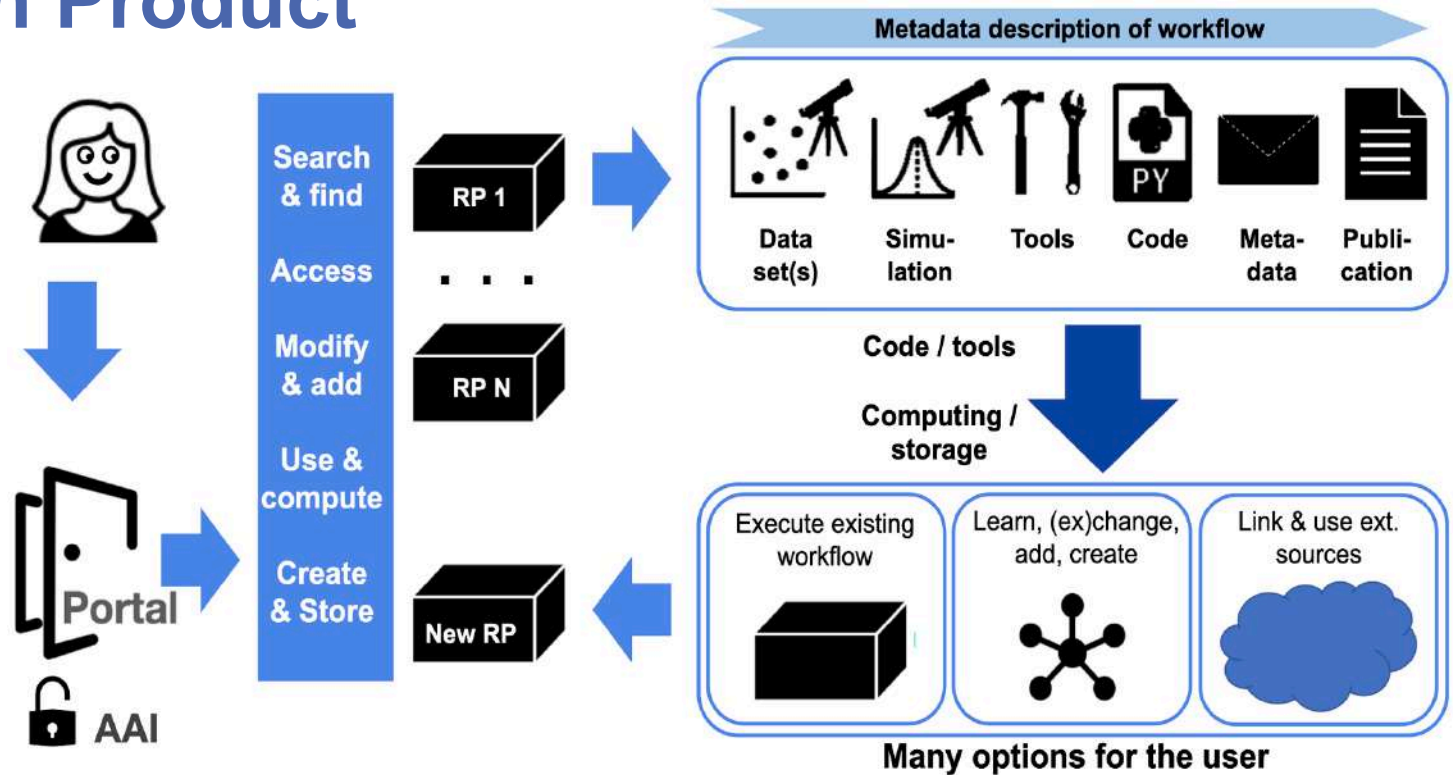 Product
Metadata description of workflow
Search
& find
Access
Modify
& add
Use &
compute
Create
& Store
RP 1
. . .
RP N
New RP
Data
set(s)
Simu-
lation
Tools
PY
Code
Meta-
data
Publi-
cation
Code / tools
Computing /
storage
Execute existing
workflow
Learn, (ex)change,
add, create
Link & use ext.
sources
Many options for the user
Portal
AAI